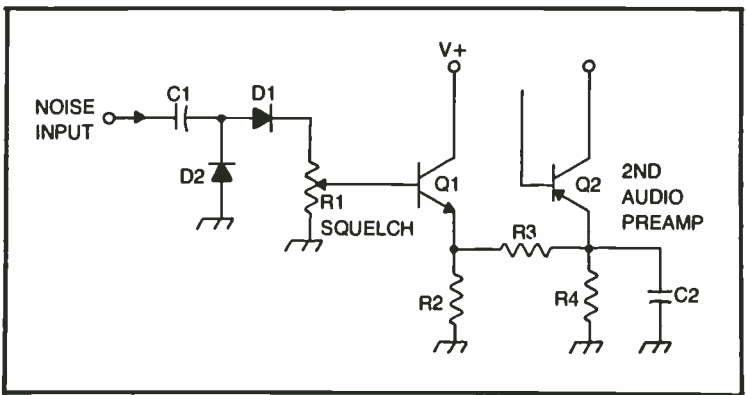 V+
NOISE
INPUT
C1
D1
D2
R1
SQUELCH
Q1
Q2
2ND
AUDIO
PREAMP
R3
R2
R4
C2